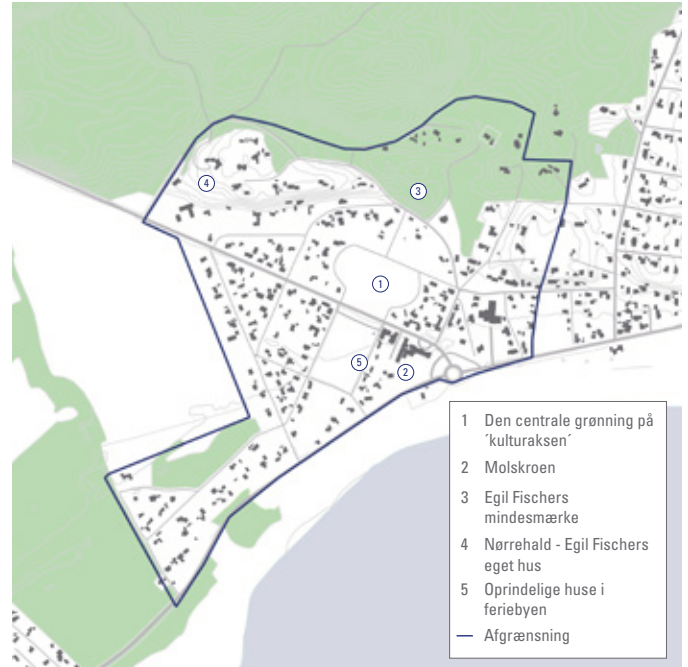 4
3
1
5
2
1 Den centrale grønning på
´kulturaksen´
2 Molskroen
3 Egil Fischers
mindesmærke
4 Nørrehald - Egil Fischers
eget hus
5 Oprindelige huse i
feriebyen
Afgrænsning